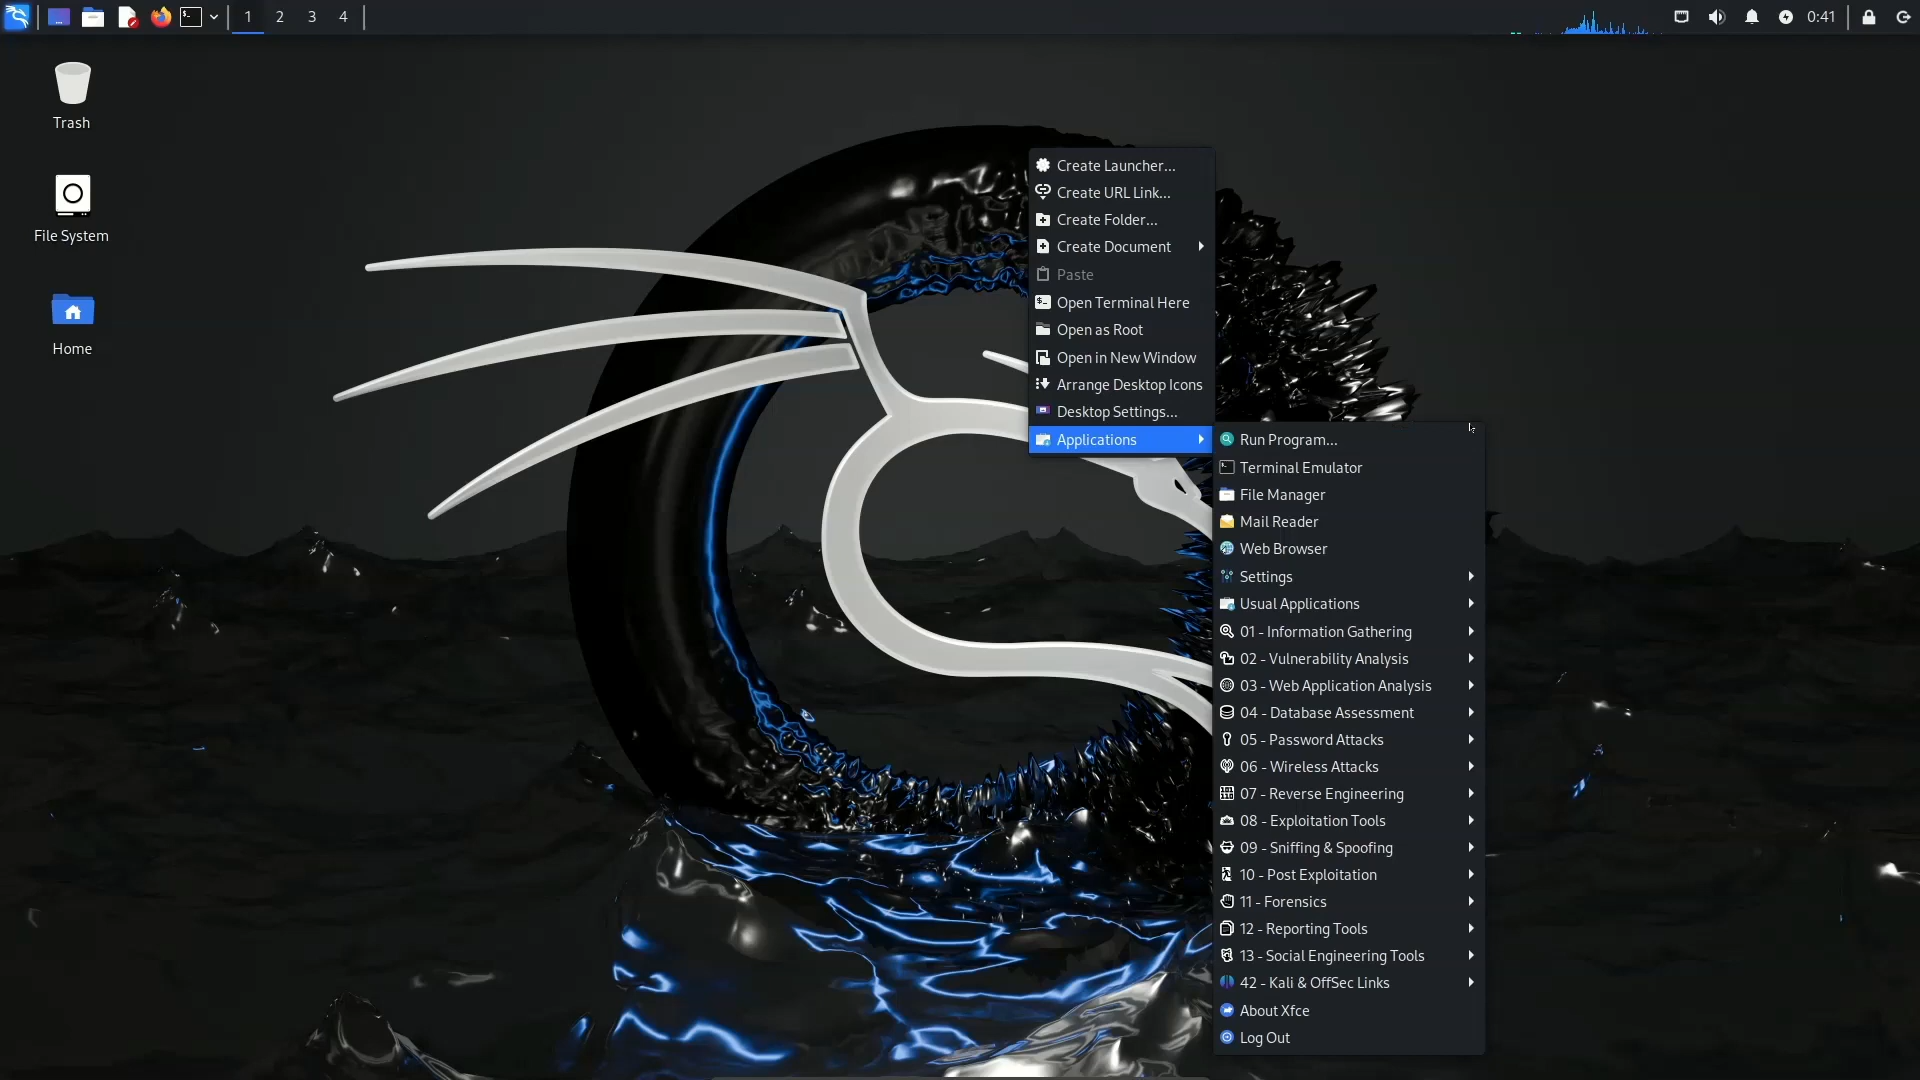 1 2 3 4
0:41
Trash
File System
Home
Create Launcher...
Create URL Link...
Create Folder...
Create Document
Paste
Open Terminal Here
Open as Root
Open in New Window
Arrange Desktop Icons
Desktop Settings...
Applications
Run Program...
Terminal Emulator
File Manager
Mail Reader
Web Browser
Settings
Usual Applications
01 - Information Gathering
02 - Vulnerability Analysis
03 - Web Application Analysis
04 - Database Assessment
05 - Password Attacks
06 - Wireless Attacks
07 - Reverse Engineering
08 - Exploitation Tools
09 - Sniffing & Spoofing
10 - Post Exploitation
11 - Forensics
12 - Reporting Tools
13 - Social Engineering Tools
42 - Kali & OffSec Links
About Xfce
Log Out